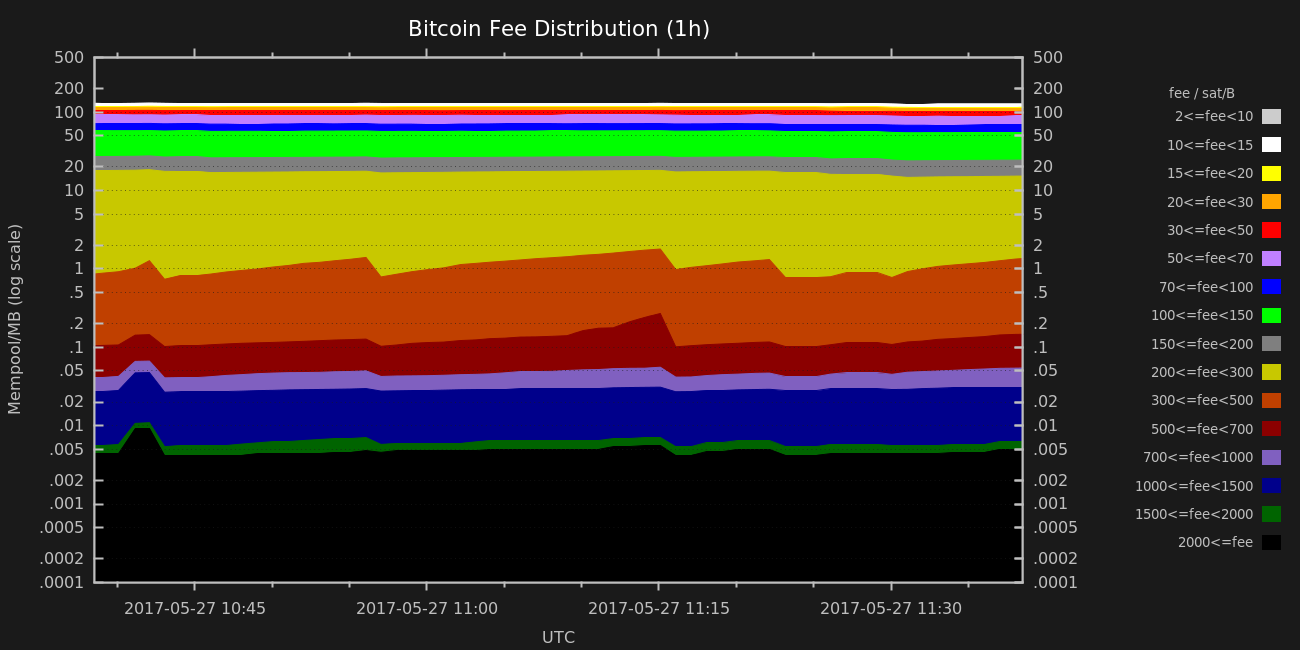 Bitcoin Fee Distribution (1h)
Mempool/MB (log scale)
500
200
100
50
20
10
5
2
1
.5
.2
.1
.05
.02
.01
.005
.002
.001
.0005
.0002
.0001
500
200
100
50
20
10
5
2
1
.5
.2
.1
.05
.02
.01
.005
.002
.001
.0005
.0002
.0001
fee / sat/B
2<=fee<10
10<=fee<15
15<=fee<20
20<=fee<30
30<=fee<50
50<=fee<70
70<=fee<100
100<=fee<150
150<=fee<200
200<=fee<300
300<=fee<500
500<=fee<700
700<=fee<1000
1000<=fee<1500
1500<=fee<2000
2000<=fee
2017-05-27 10:45
2017-05-27 11:00
2017-05-27 11:15
2017-05-27 11:30
UTC